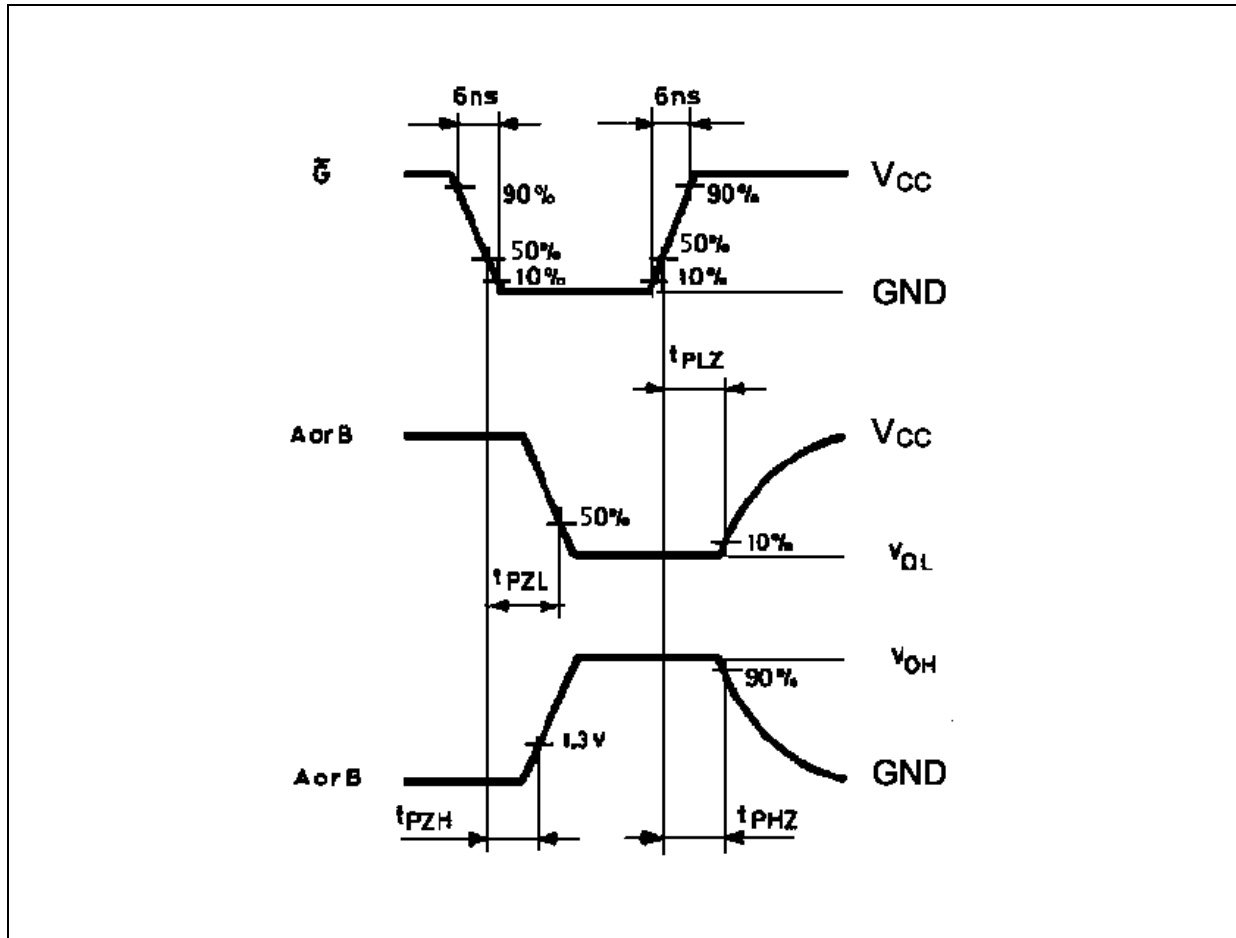 6ns 6ns
G̅ VCC
90% 90%
50% 50%
10% 10%
GND
tPLZ
A or B VCC
50%
10%
VOL
tPZL
VOH
90%
1.3V
A or B GND
tPZH tPHZ